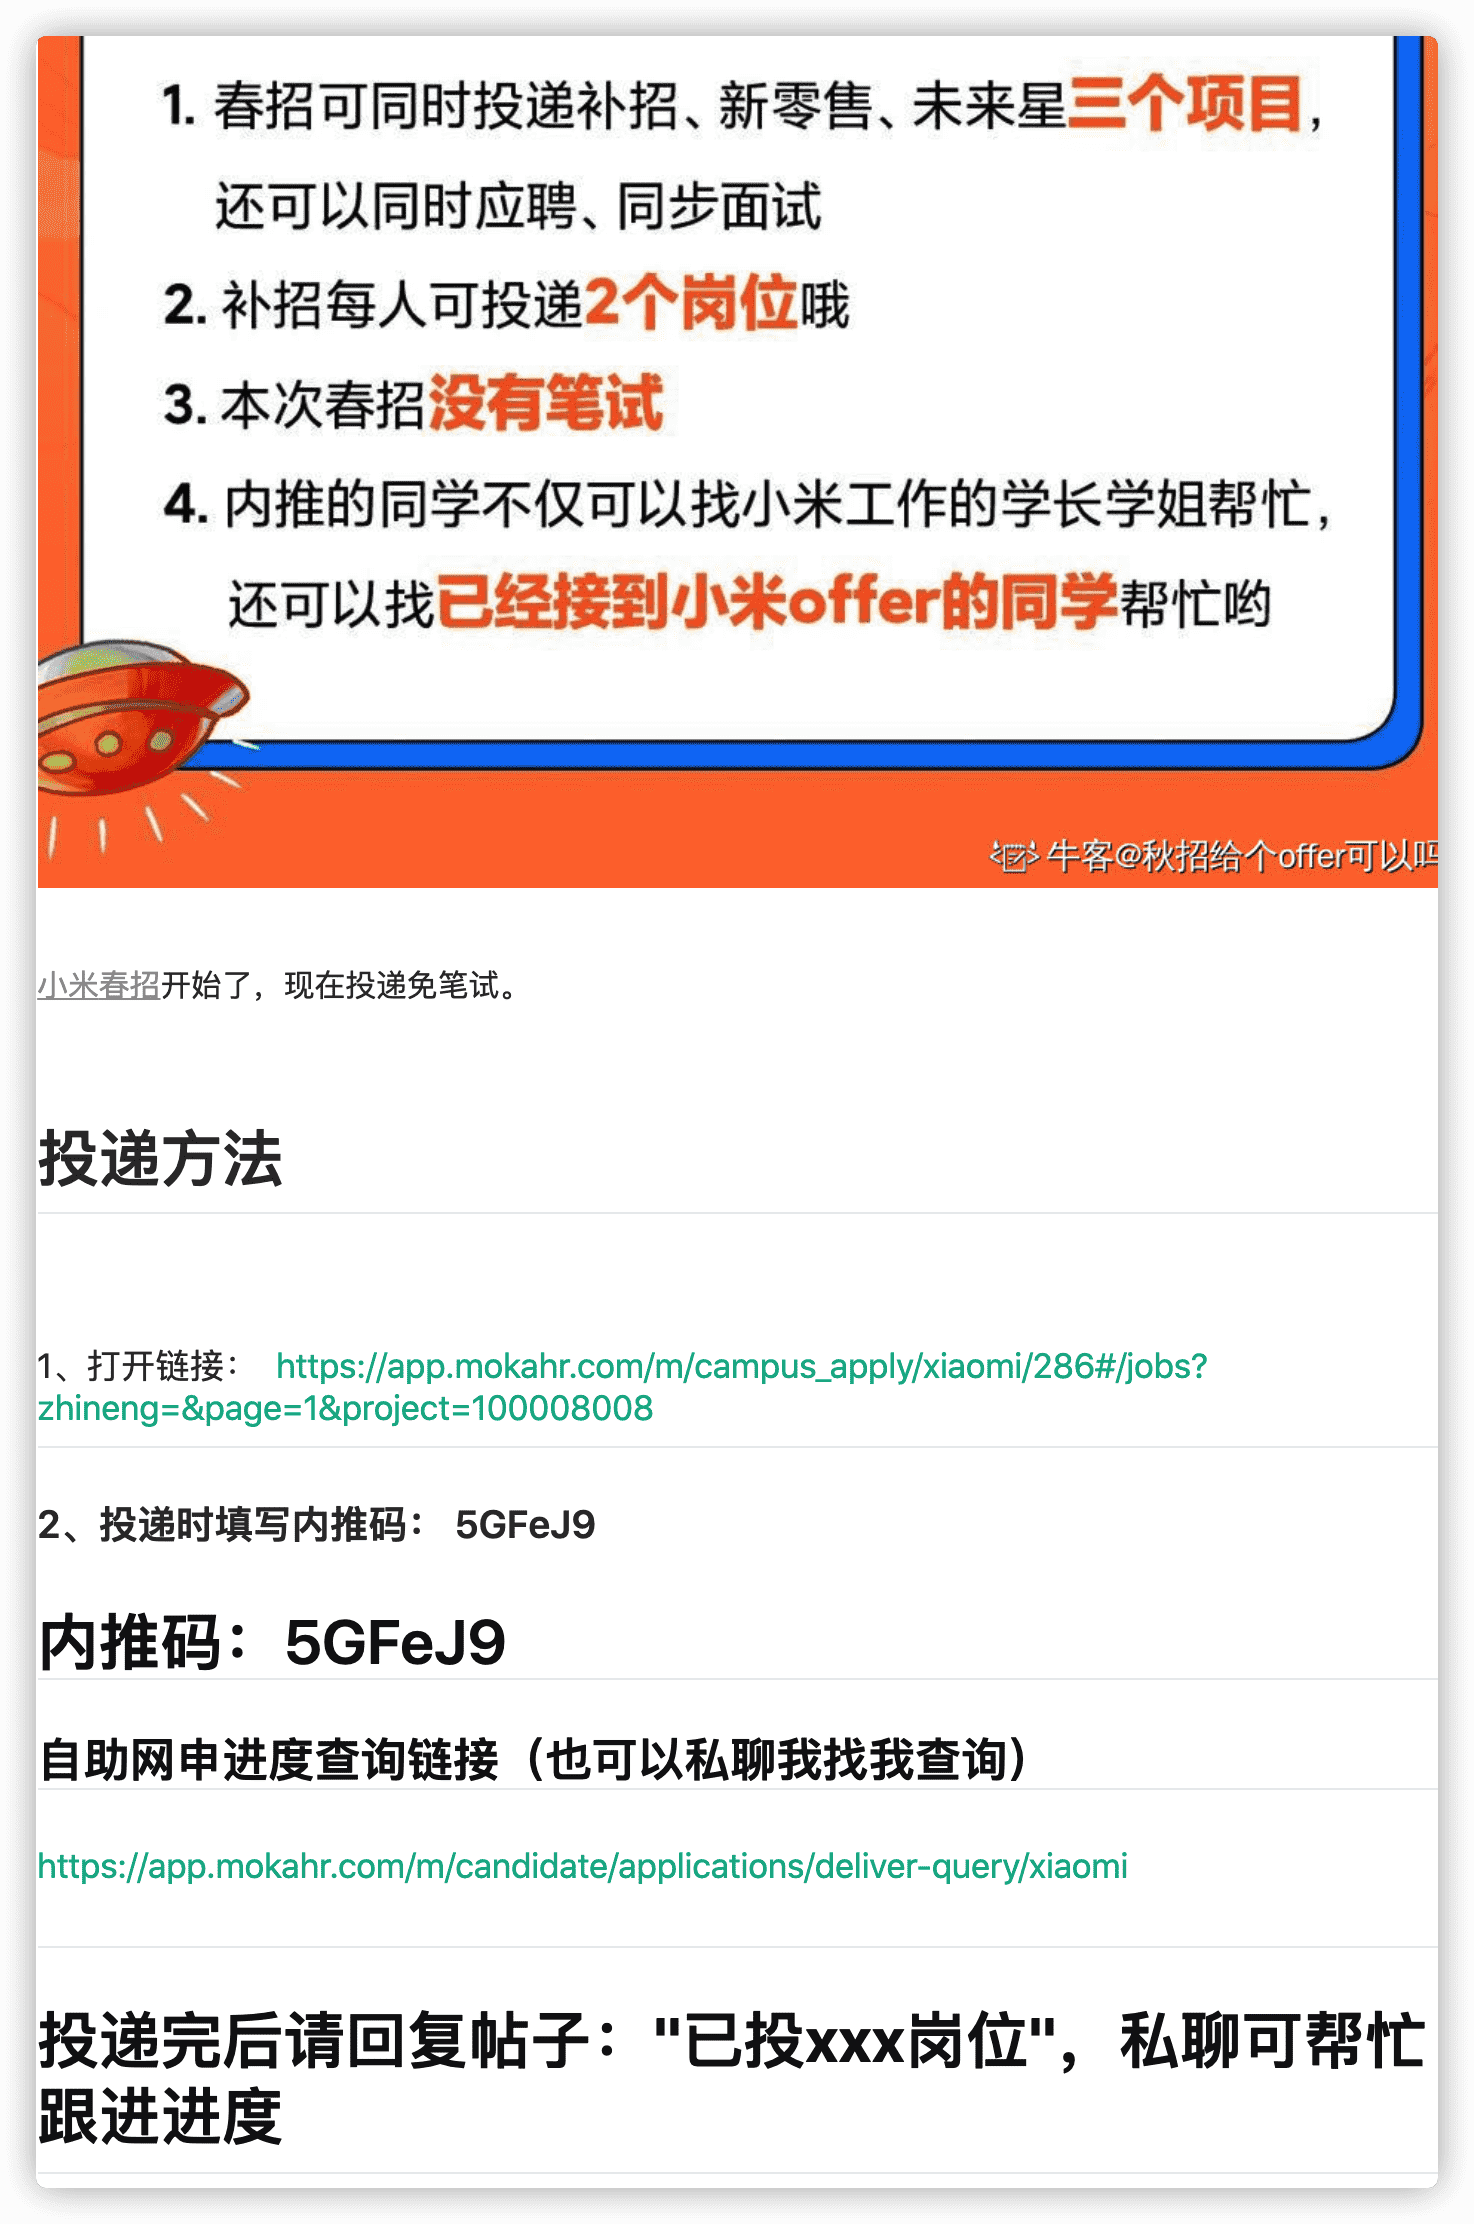 1. 春招可同时投递补招、新零售、未来星三个项目，
还可以同时应聘、同步面试
2. 补招每人可投递2个岗位哦
3. 本次春招没有笔试
4. 内推的同学不仅可以找小米工作的学长学姐帮忙，
还可以找已经接到小米offer的同学帮忙哟
牛客@秋招给个offer可以吗
小米春招开始了，现在投递免笔试。
投递方法
1、打开链接： https://app.mokahr.com/m/campus_apply/xiaomi/286#/jobs?
zhineng=&page=1&project=100008008
2、投递时填写内推码： 5GFeJ9
内推码：5GFeJ9
自助网申进度查询链接（也可以私聊我找我查询）
https://app.mokahr.com/m/candidate/applications/deliver-query/xiaomi
投递完后请回复帖子："已投xxx岗位"，私聊可帮忙
跟进进度